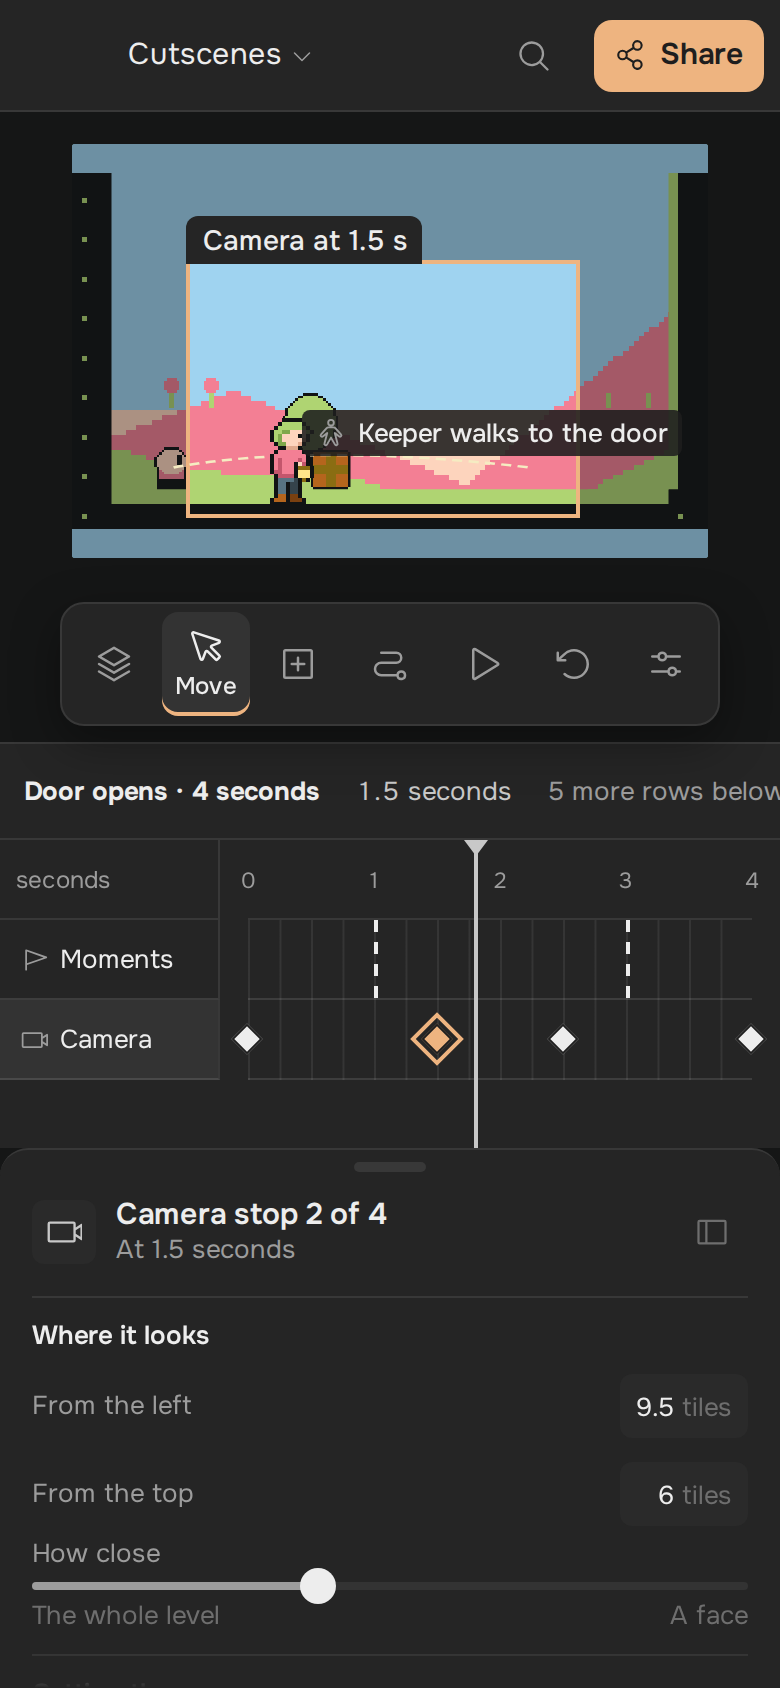 Cutscenes
Share
Camera at 1.5 s
Keeper walks to the door
Move
Door opens · 4 seconds 1.5 seconds 5 more rows below
seconds 0 1 2 3 4
Moments
Camera
Camera stop 2 of 4
At 1.5 seconds
Where it looks
From the left 9.5 tiles
From the top 6 tiles
How close
The whole level A face